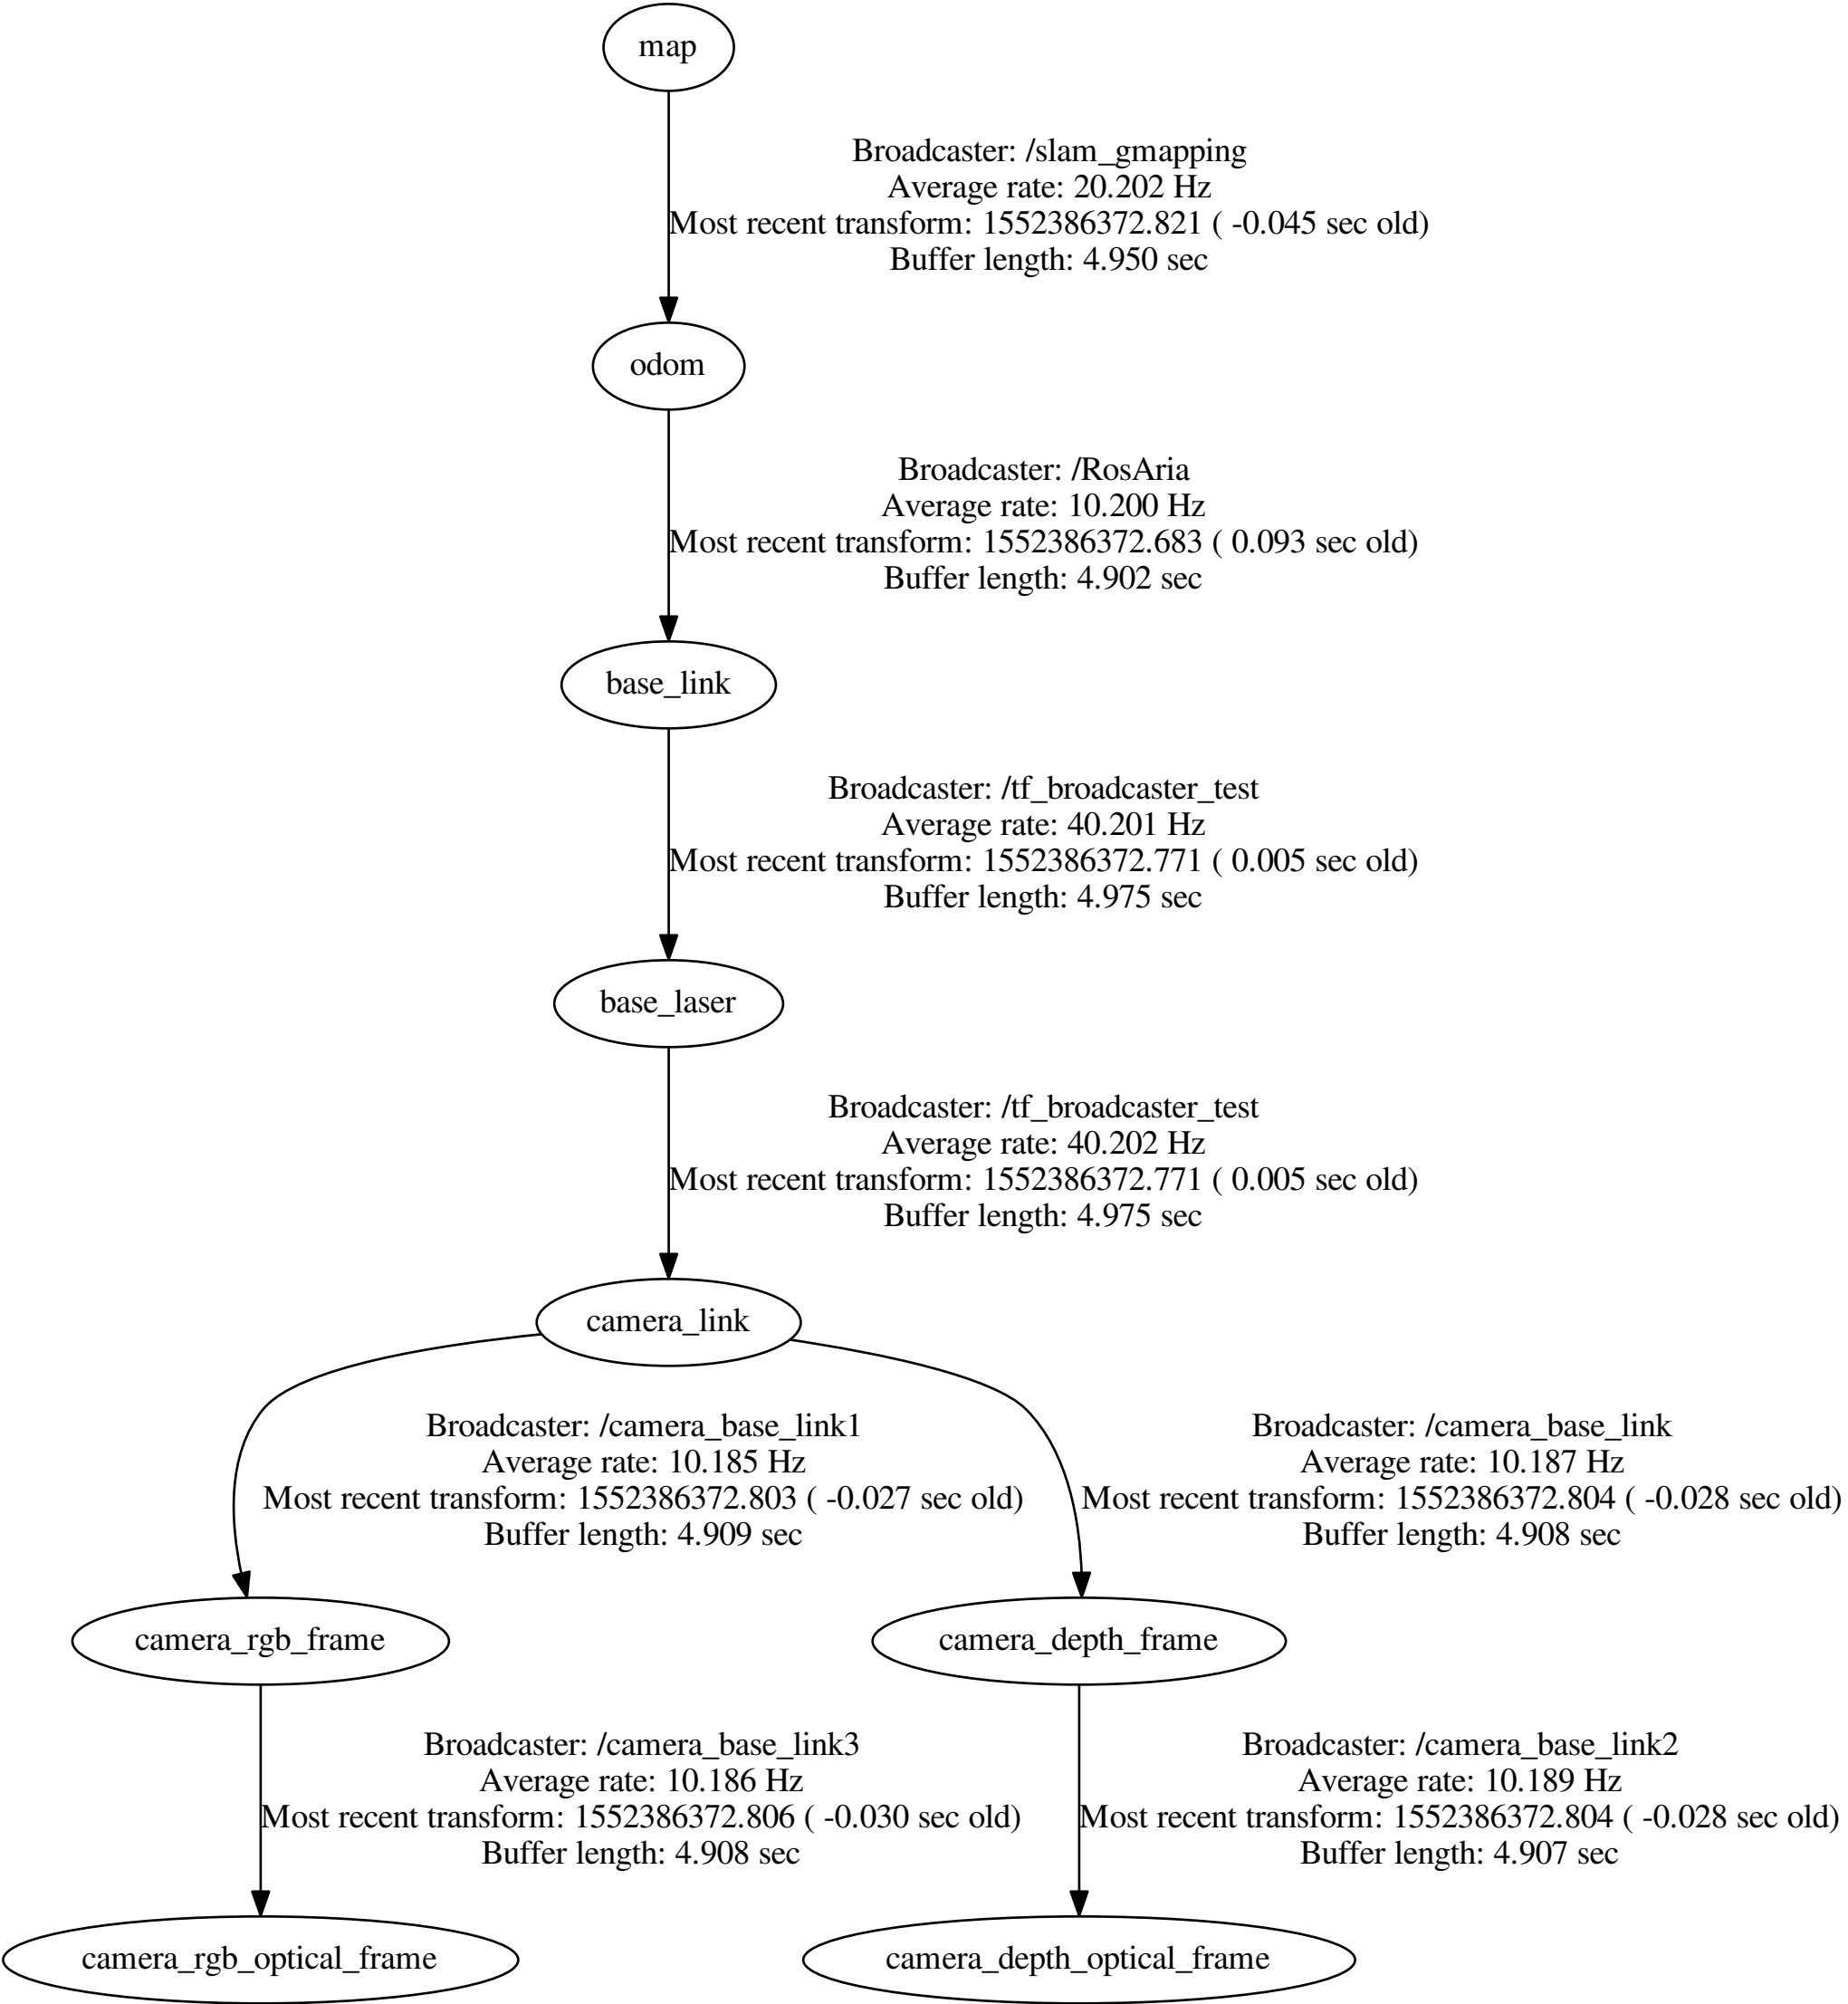 map
Broadcaster: /slam_gmapping
Average rate: 20.202 Hz
Most recent transform: 1552386372.821 ( -0.045 sec old)
Buffer length: 4.950 sec
odom
Broadcaster: /RosAria
Average rate: 10.200 Hz
Most recent transform: 1552386372.683 ( 0.093 sec old)
Buffer length: 4.902 sec
base_link
Broadcaster: /tf_broadcaster_test
Average rate: 40.201 Hz
Most recent transform: 1552386372.771 ( 0.005 sec old)
Buffer length: 4.975 sec
base_laser
Broadcaster: /tf_broadcaster_test
Average rate: 40.202 Hz
Most recent transform: 1552386372.771 ( 0.005 sec old)
Buffer length: 4.975 sec
camera_link
Broadcaster: /camera_base_link1
Average rate: 10.185 Hz
Most recent transform: 1552386372.803 ( -0.027 sec old)
Buffer length: 4.909 sec
Broadcaster: /camera_base_link
Average rate: 10.187 Hz
Most recent transform: 1552386372.804 ( -0.028 sec old)
Buffer length: 4.908 sec
camera_rgb_frame
camera_depth_frame
Broadcaster: /camera_base_link3
Average rate: 10.186 Hz
Most recent transform: 1552386372.806 ( -0.030 sec old)
Buffer length: 4.908 sec
Broadcaster: /camera_base_link2
Average rate: 10.189 Hz
Most recent transform: 1552386372.804 ( -0.028 sec old)
Buffer length: 4.907 sec
camera_rgb_optical_frame
camera_depth_optical_frame